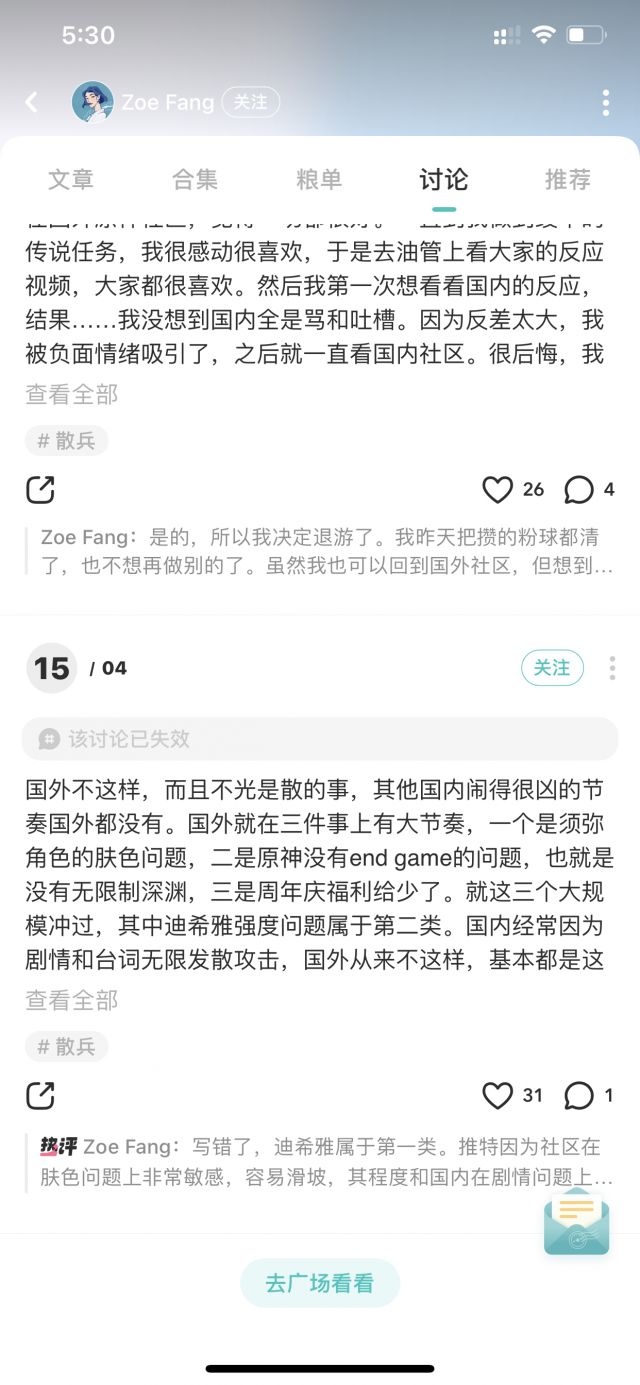 5:30
Zoe Fang 关注
文章 合集 粮单 讨论 推荐
传说任务，我很感动很喜欢，于是去油管上看大家的反应
视频，大家都很喜欢。然后我第一次想看看国内的反应，
结果……我没想到国内全是骂和吐槽。因为反差太大，我
被负面情绪吸引了，之后就一直看国内社区。很后悔，我
查看全部
# 散兵
26 4
Zoe Fang：是的，所以我决定退游了。我昨天把攒的粉球都清
了，也不想再做别的了。虽然我也可以回到国外社区，但想到...
15 / 04 关注
# 该讨论已失效
国外不这样，而且不光是散的事，其他国内闹得很凶的节
奏国外都没有。国外就在三件事上有大节奏，一个是须弥
角色的肤色问题，二是原神没有end game的问题，也就是
没有无限制深渊，三是周年庆福利给少了。就这三个大规
模冲过，其中迪希雅强度问题属于第二类。国内经常因为
剧情和台词无限发散攻击，国外从来不这样，基本都是这
查看全部
# 散兵
31 1
热评 Zoe Fang：写错了，迪希雅属于第一类。推特因为社区在
肤色问题上非常敏感，容易滑坡，其程度和国内在剧情问题上...
去广场看看